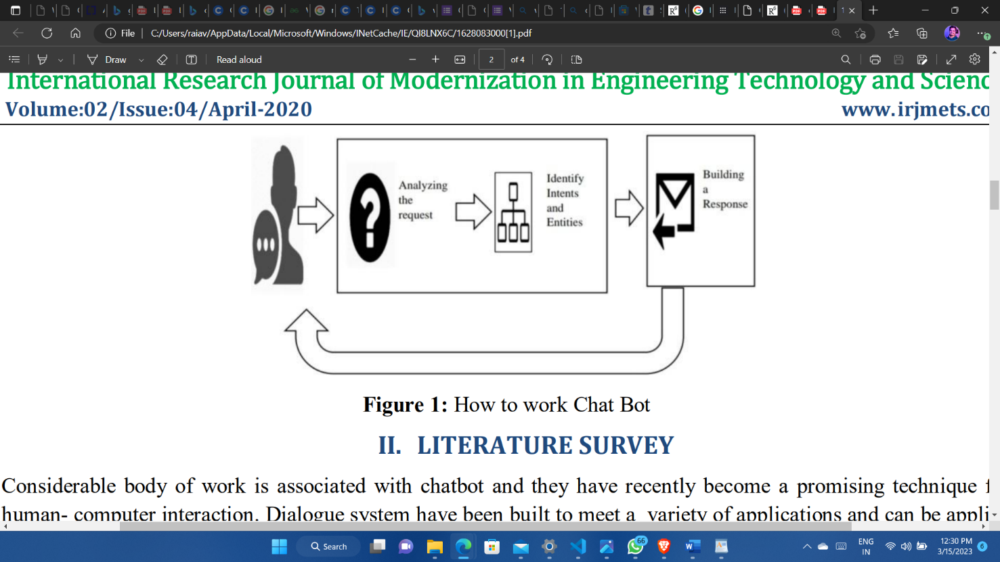 File
C:/Users/raiav/AppData/Local/Microsoft/Windows/INetCache/IE/QI8LNX6C/1628083000[1].pdf
Draw
Read aloud
2
of 4
International Research Journal of Modernization in Engineering Technology and Scienc
Volume:02/Issue:04/April-2020
www.irjmets.co
Analyzing
the
request
Identify
Intents
and
Entities
Building
a
Response
Figure 1: How to work Chat Bot
II. LITERATURE SURVEY
Considerable body of work is associated with chatbot and they have recently become a promising technique f
human- computer interaction. Dialogue system have been built to meet a variety of applications and can be appli
Search
66
ENG
IN
12:30 PM
3/15/2023
6